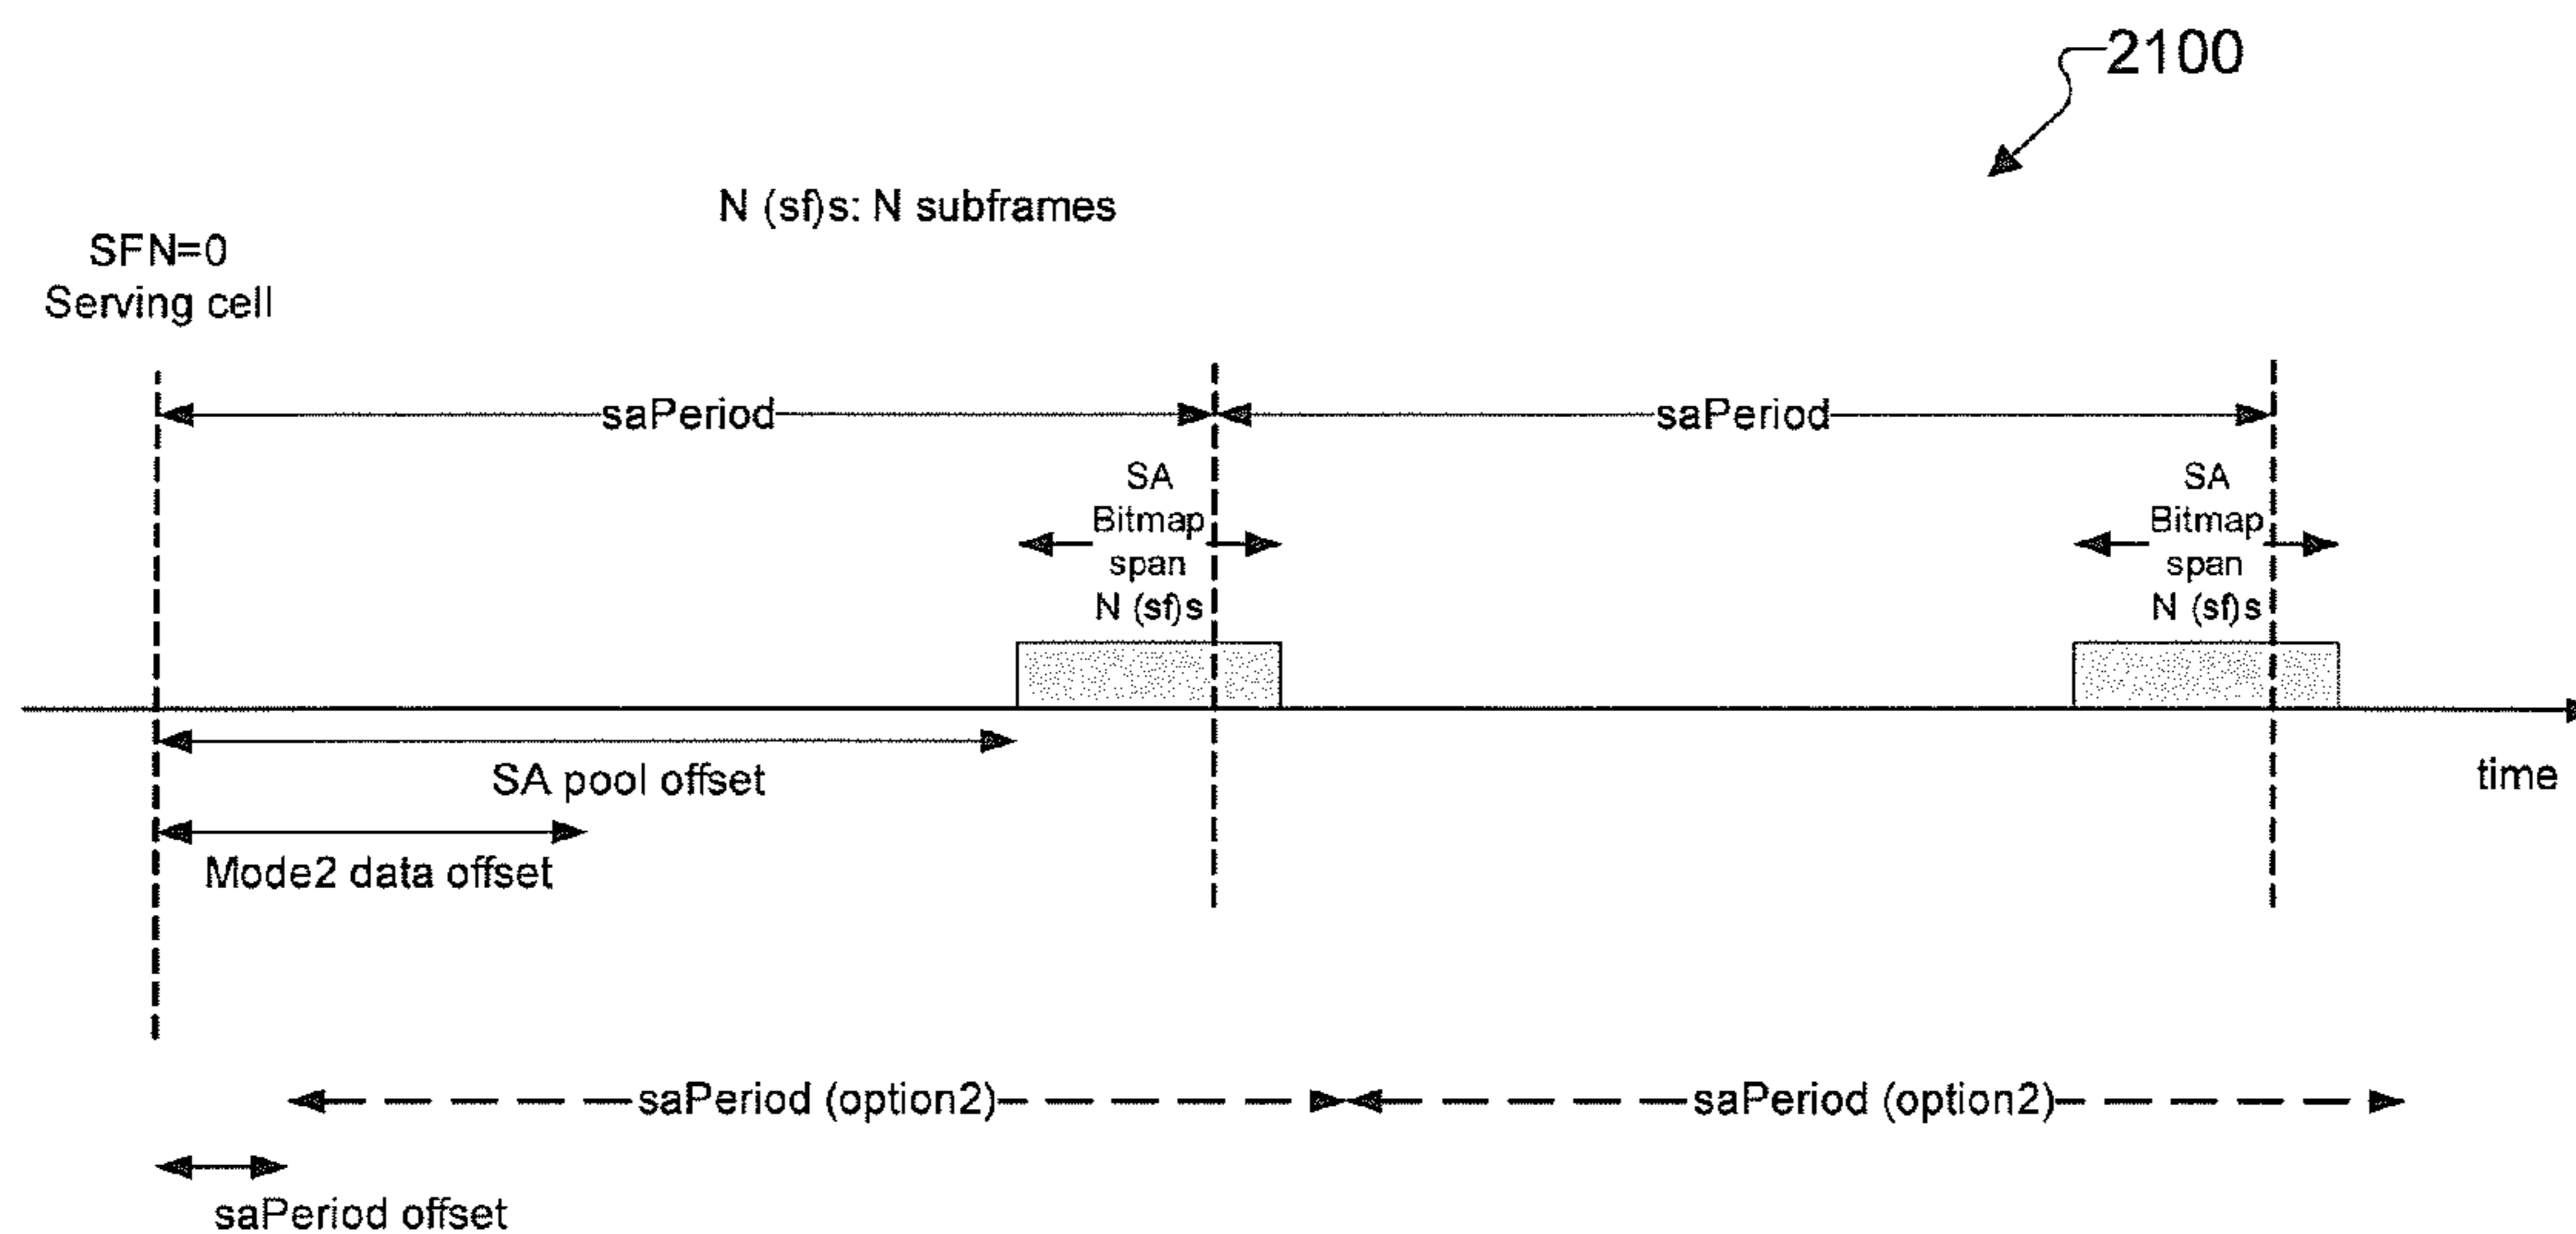 2100
N (sf)s: N subframes
SFN=0
Serving cell
saPeriod
saPeriod
SA
Bitmap
span
N (sf)s
SA
Bitmap
span
N (sf)s
SA pool offset
time
Mode2 data offset
saPeriod (option2)
saPeriod (option2)
saPeriod offset